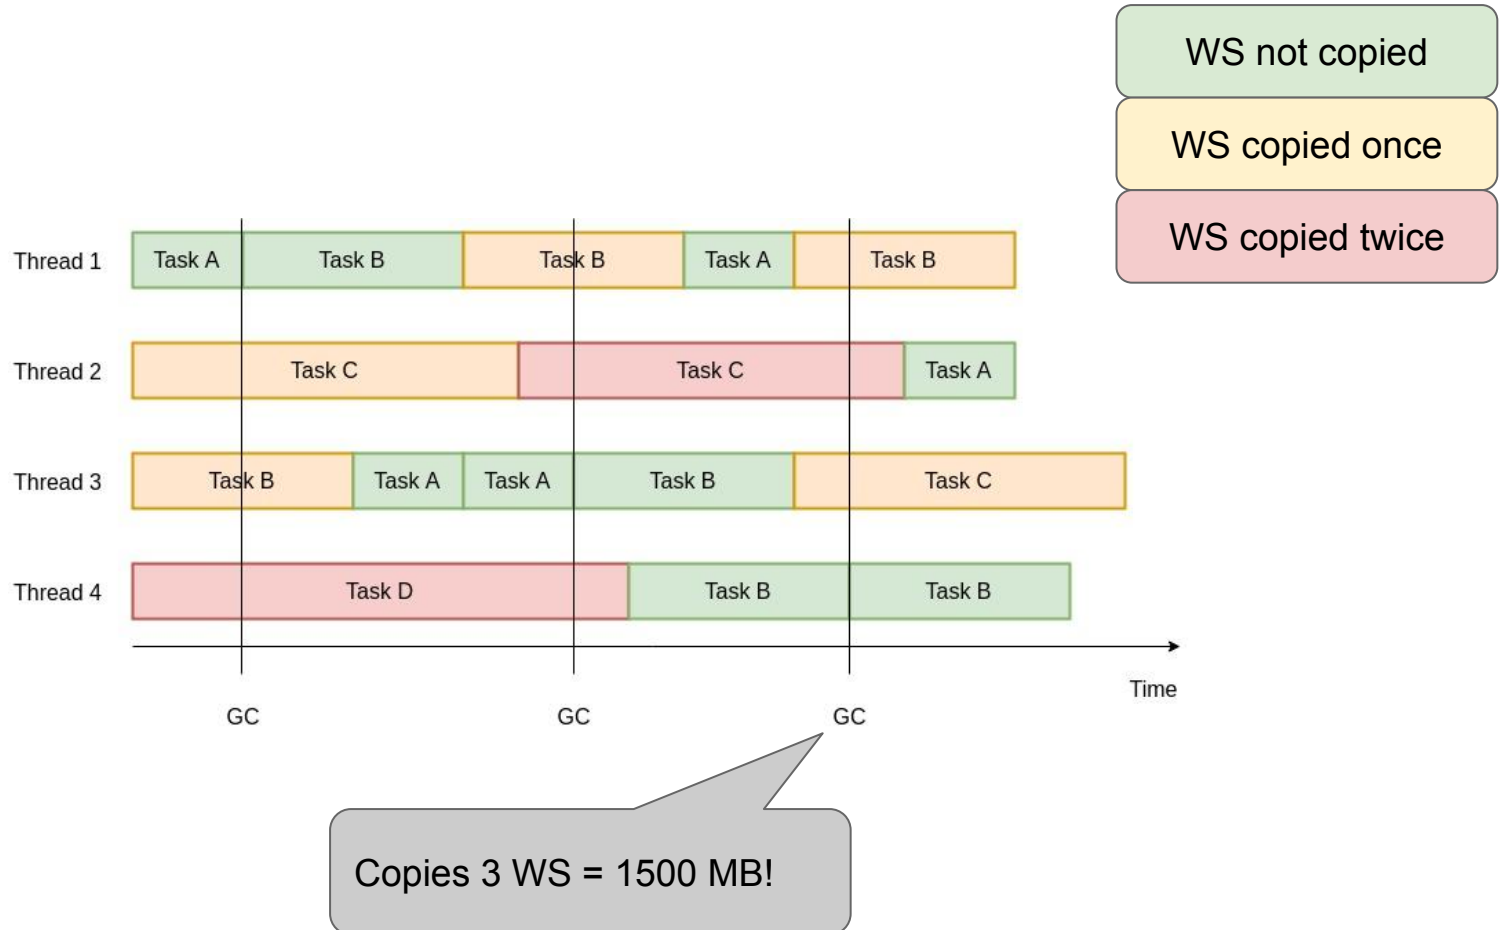 WS not copied
WS copied once
WS copied twice
Thread 1
Task A
Task B
Task B
Task A
Task B
Thread 2
Task C
Task C
Task A
Thread 3
Task B
Task A
Task A
Task B
Task C
Thread 4
Task D
Task B
Task B
Time
GC
GC
GC
Copies 3 WS = 1500 MB!